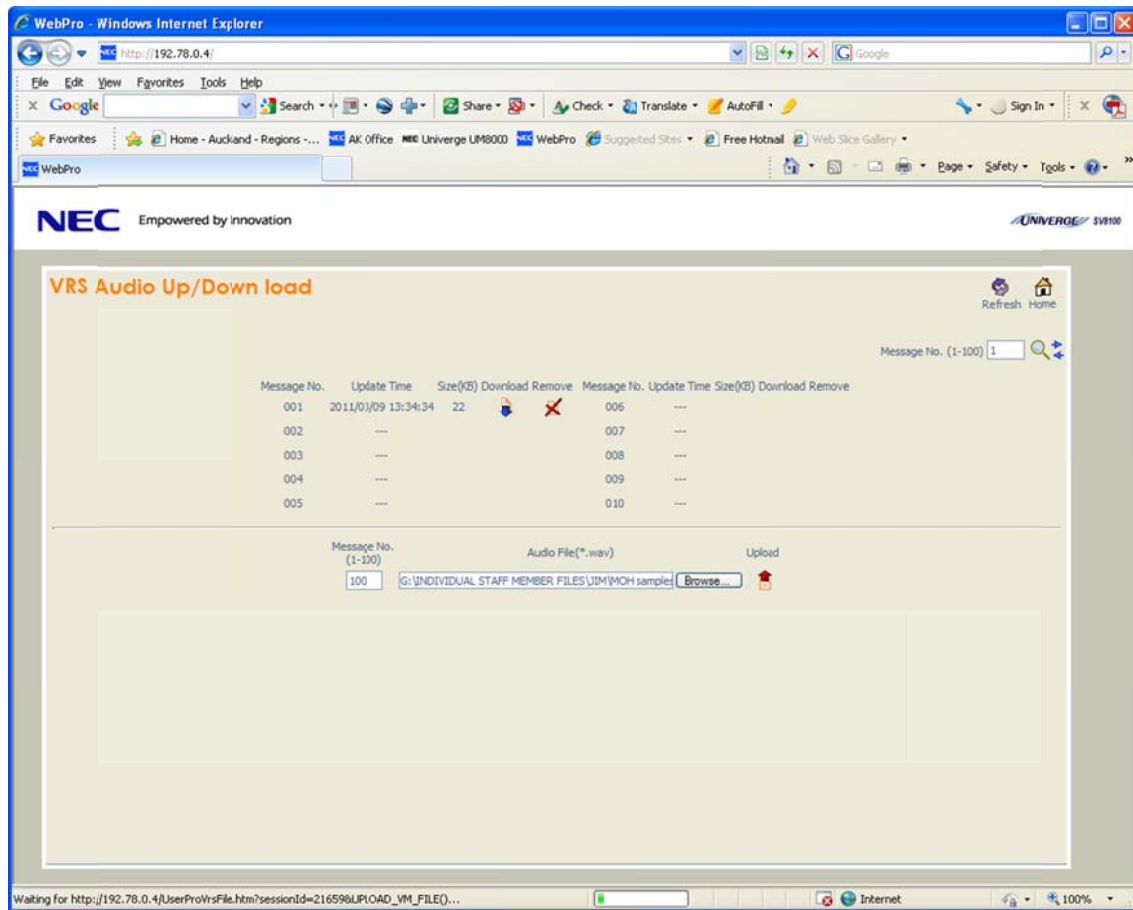 WebPro - Windows Internet Explorer
http://192.78.0.4/
Google
File Edit View Favorites Tools Help
x Google Search Share Check Translate AutoFill Sign In x
Favorites Home - Auckand - Regions -... AK Office NEC Univerge UM8000 WebPro Suggested Sites Free Hotmail Web Slice Gallery
WebPro Page Safety Tools »
NEC Empowered by Innovation UNIVERGE SV8100
VRS Audio Up/Down load
Refresh Home
Message No. (1-100) 1
Message No. Update Time Size(KB) Download Remove Message No. Update Time Size(KB) Download Remove
001 13:34:34 22 006 ---
002 --- 007 ---
003 --- 008 ---
004 --- 009 ---
005 --- 010 ---
Message No. Audio File(*.wav) Upload
(1-100)
100 G:\INDIVIDUAL STAFF MEMBER FILES\JIM\MOH samples Browse...
Waiting for http://192.78.0.4/UserProVrsFile.htm?sessionId=21659&UPLOAD_VM_FILE()... Internet 100%